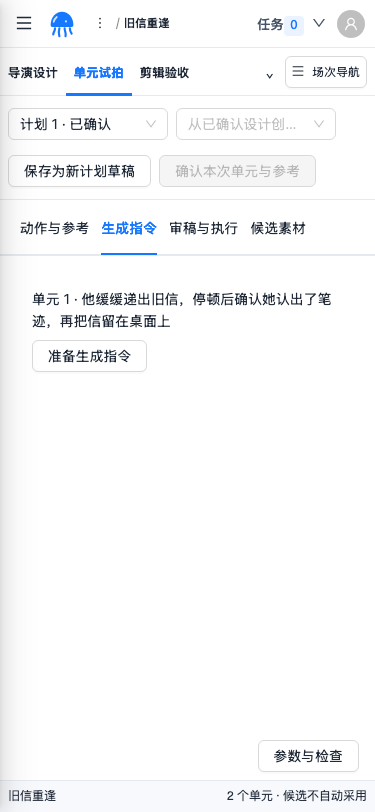 / 旧信重逢
任务 0
导演设计 单元试拍 剪辑验收
场次导航
计划 1 · 已确认
从已确认设计创...
保存为新计划草稿
确认本次单元与参考
动作与参考 生成指令 审稿与执行 候选素材
单元 1 · 他缓缓递出旧信，停顿后确认她认出了笔
迹，再把信留在桌面上
准备生成指令
参数与检查
旧信重逢
2 个单元 · 候选不自动采用